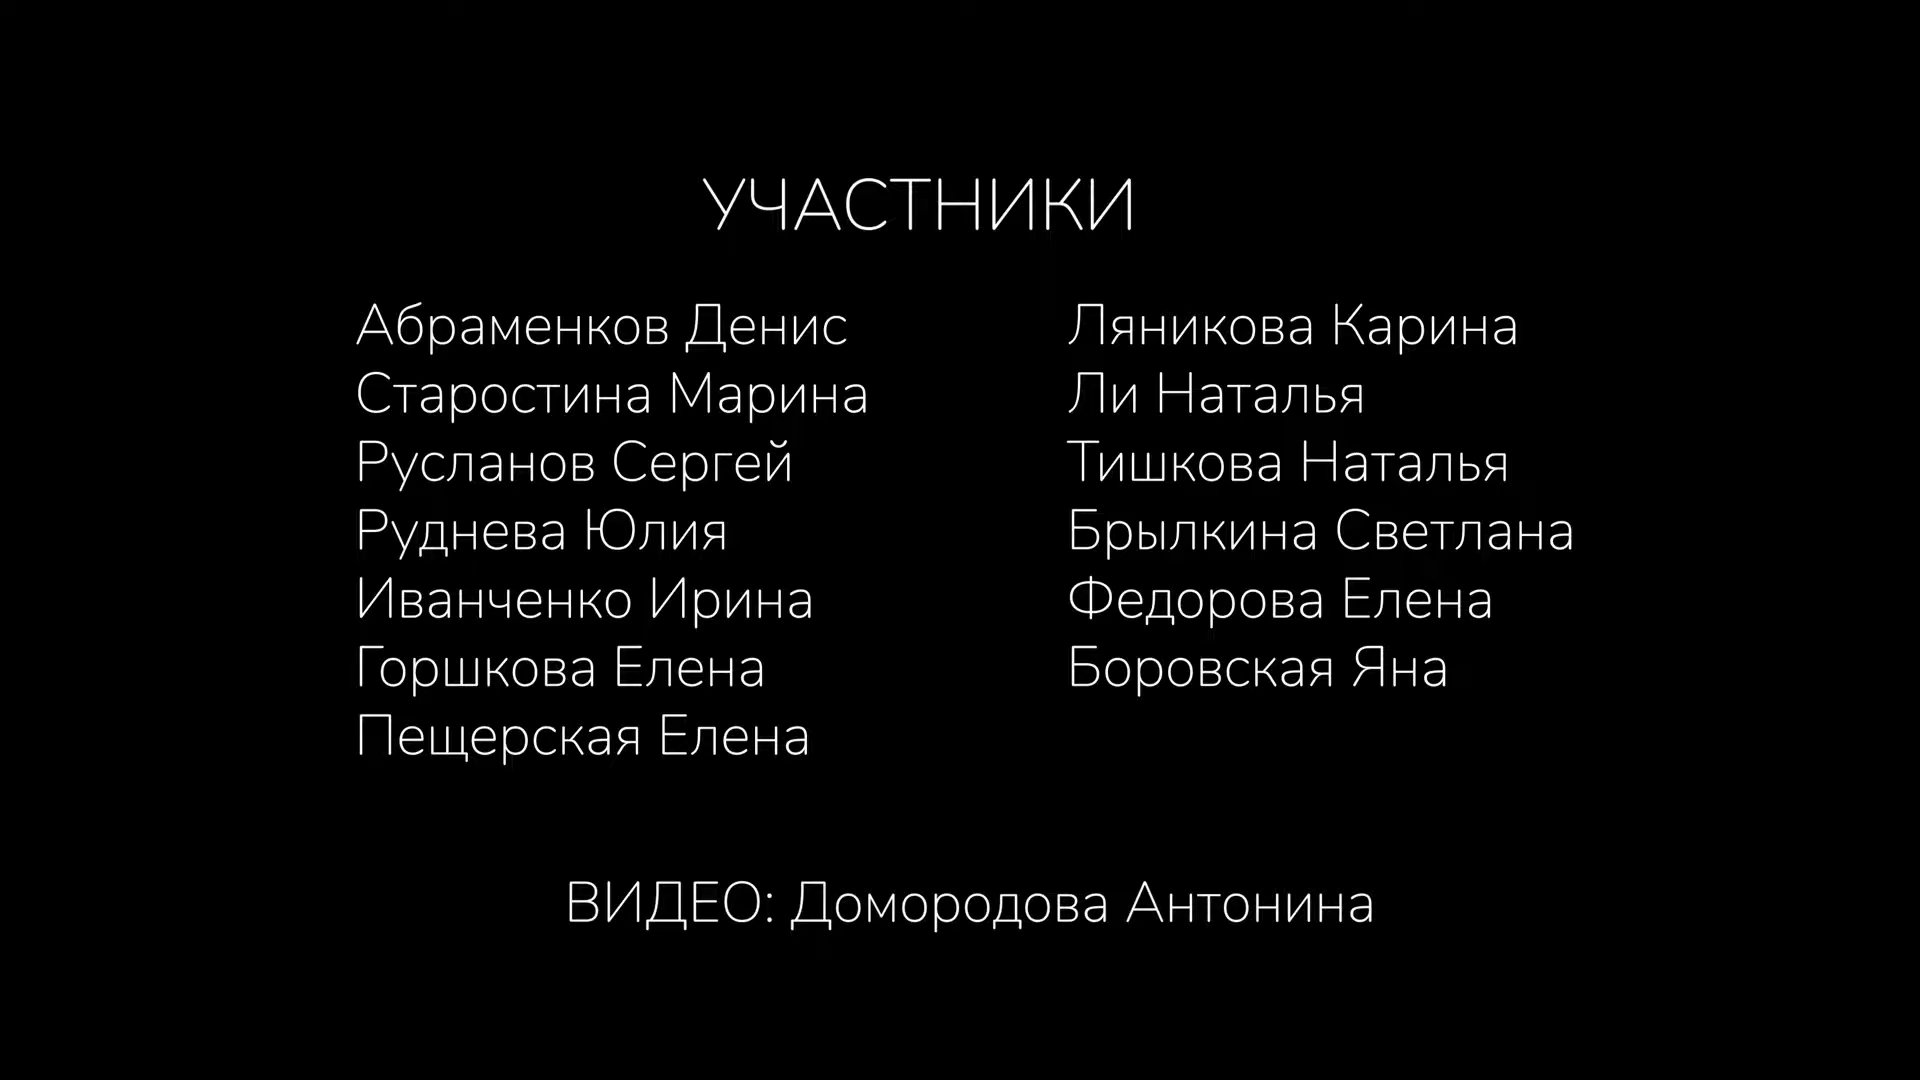 УЧАСТНИКИ
Абраменков Денис
Старостина Марина
Русланов Сергей
Руднева Юлия
Иванченко Ирина
Горшкова Елена
Пещерская Елена
Ляникова Карина
Ли Наталья
Тишкова Наталья
Брылкина Светлана
Федорова Елена
Боровская Яна
ВИДЕО: Домородова Антонина